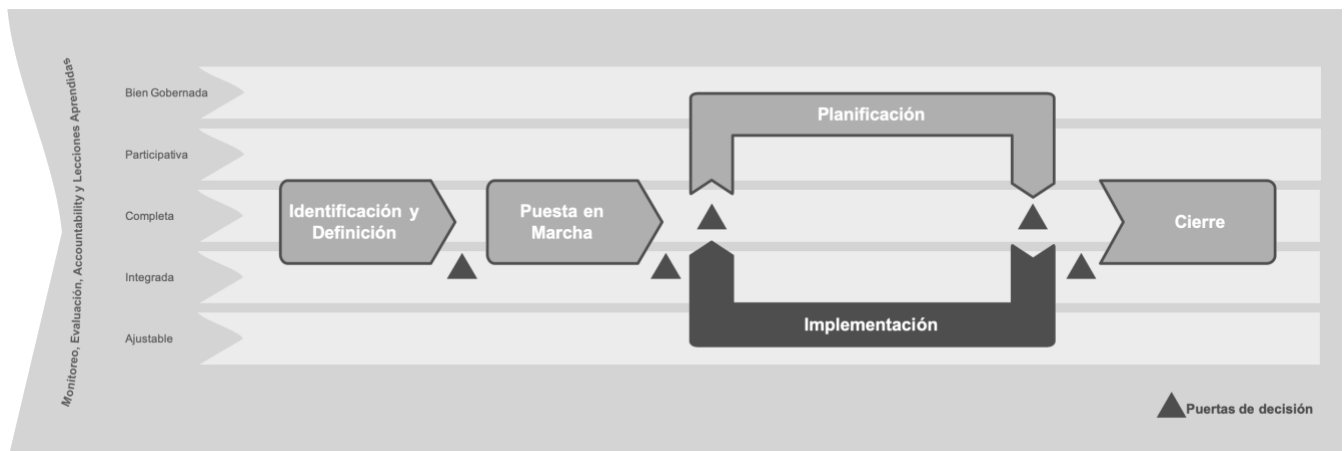 Monitoreo, Evaluación, Accountability y Lecciones Aprendidas
Bien Gobernada
Participativa
Completa
Integrada
Ajustable
Identificación y
Definición
Puesta en
Marcha
Planificación
Implementación
Cierre
Puertas de decisión